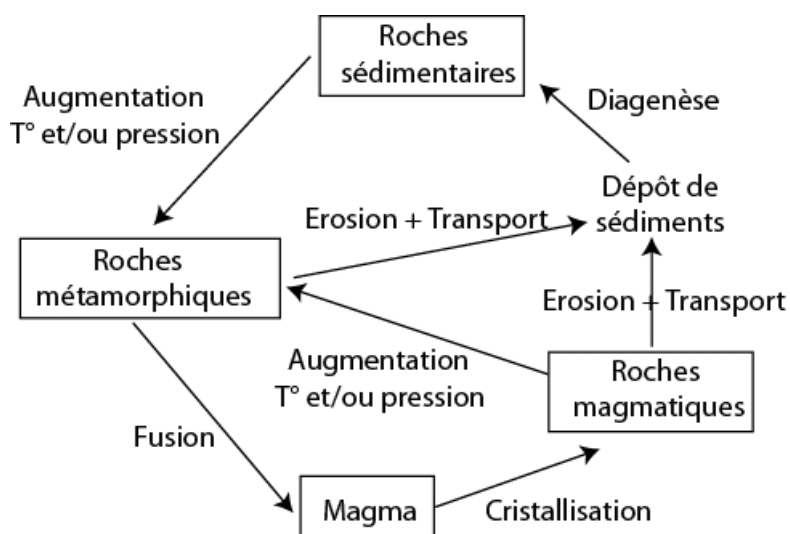 Roches
sédimentaires
Augmentation
T° et/ou pression
Diagenèse
Dépôt de
sédiments
Erosion + Transport
Roches
métamorphiques
Erosion + Transport
Augmentation
T° et/ou pression
Roches
magmatiques
Fusion
Magma
Cristallisation